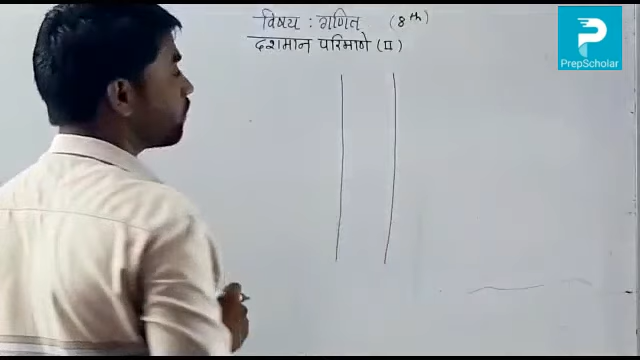 विषय : गणित (8th)
दशमान परिमाणे (II)
PrepScholar